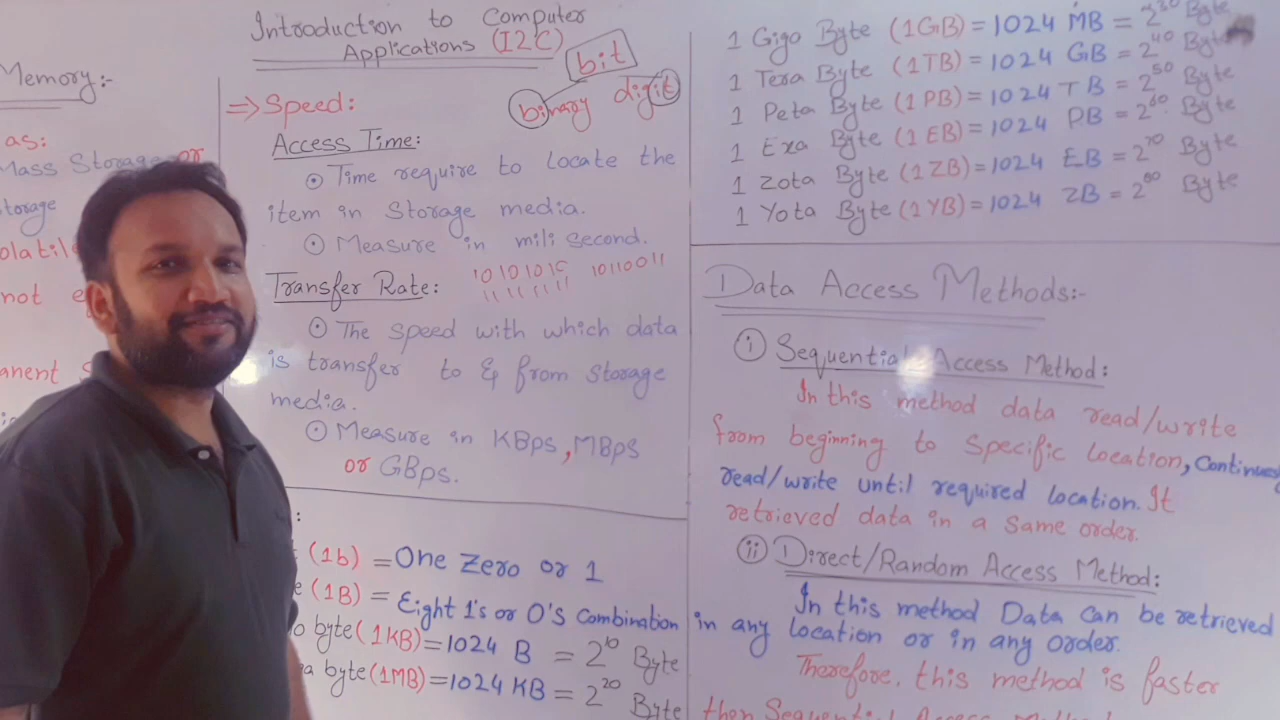 Introduction to Computer
Applications (I2C)
bit
binary digit
Memory:-
as:
Mass Storage or
Storage
not
⇒ Speed:
Access Time:
⊙ Time require to locate the
item in Storage media.
⊙ Measure in mili second.
Transfer Rate:
1010101C 10110011
11111111
⊙ The speed with which data
is transfer to & from storage
media.
⊙ Measure in KBps, MBps
or GBps.
(1b) = One Zero or 1
(1B) = Eight 1's or 0's Combination
byte (1KB) = 1024 B = 2^10 Byte
byte (1MB) = 1024 KB = 2^20 Byte
1 Gigo Byte (1GB) = 1024 MB = 2^30 Byte
1 Tera Byte (1TB) = 1024 GB = 2^40 Byte
1 Peta Byte (1PB) = 1024 TB = 2^50 Byte
1 Exa Byte (1EB) = 1024 PB = 2^60 Byte
1 Zota Byte (1ZB) = 1024 EB = 2^70 Byte
1 Yota Byte (1YB) = 1024 ZB = 2^80 Byte
Data Access Methods:-
(i) Sequential Access Method:
In this method data read/write
from beginning to specific location, Continues
read/write until required location. It
retrieved data in a same order.
(ii) Direct/Random Access Method:
In this method Data can be retrieved
in any location or in any order.
Therefore, this method is faster
then Sequential Access Method